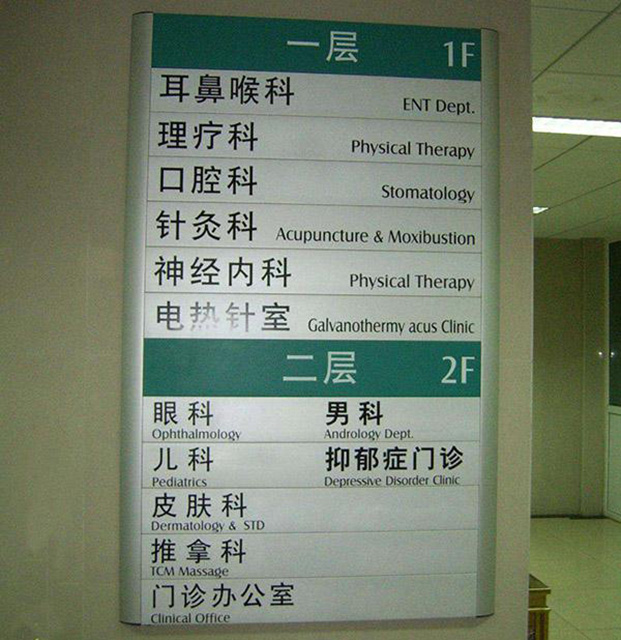 一层 1F
耳鼻喉科 ENT Dept.
理疗科 Physical Therapy
口腔科 Stomatology
针灸科 Acupuncture & Moxibustion
神经内科 Physical Therapy
电热针室 Galvanothermy acus Clinic
二层 2F
眼科 男科
Ophthalmology Andrology Dept.
儿科 抑郁症门诊
Pediatrics Depressive Disorder Clinic
皮肤科
Dermatology & STD
推拿科
TCM Massage
门诊办公室
Clinical Office